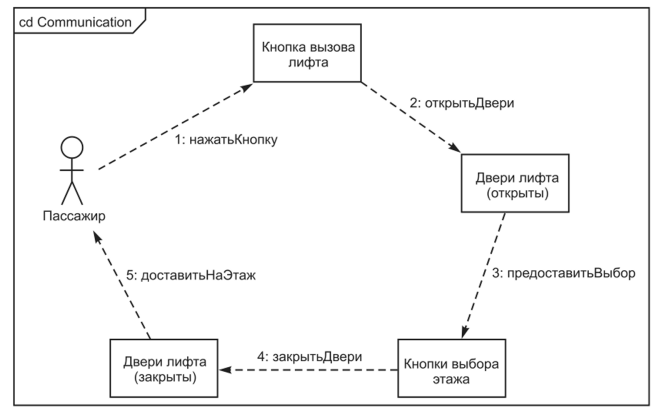 cd Communication
Кнопка вызова
лифта
2: открытьДвери
1: нажатьКнопку
Двери лифта
(открыты)
Пассажир
5: доставитьНаЭтаж
3: предоставитьВыбор
Двери лифта
(закрыты)
4: закрытьДвери
Кнопки выбора
этажа